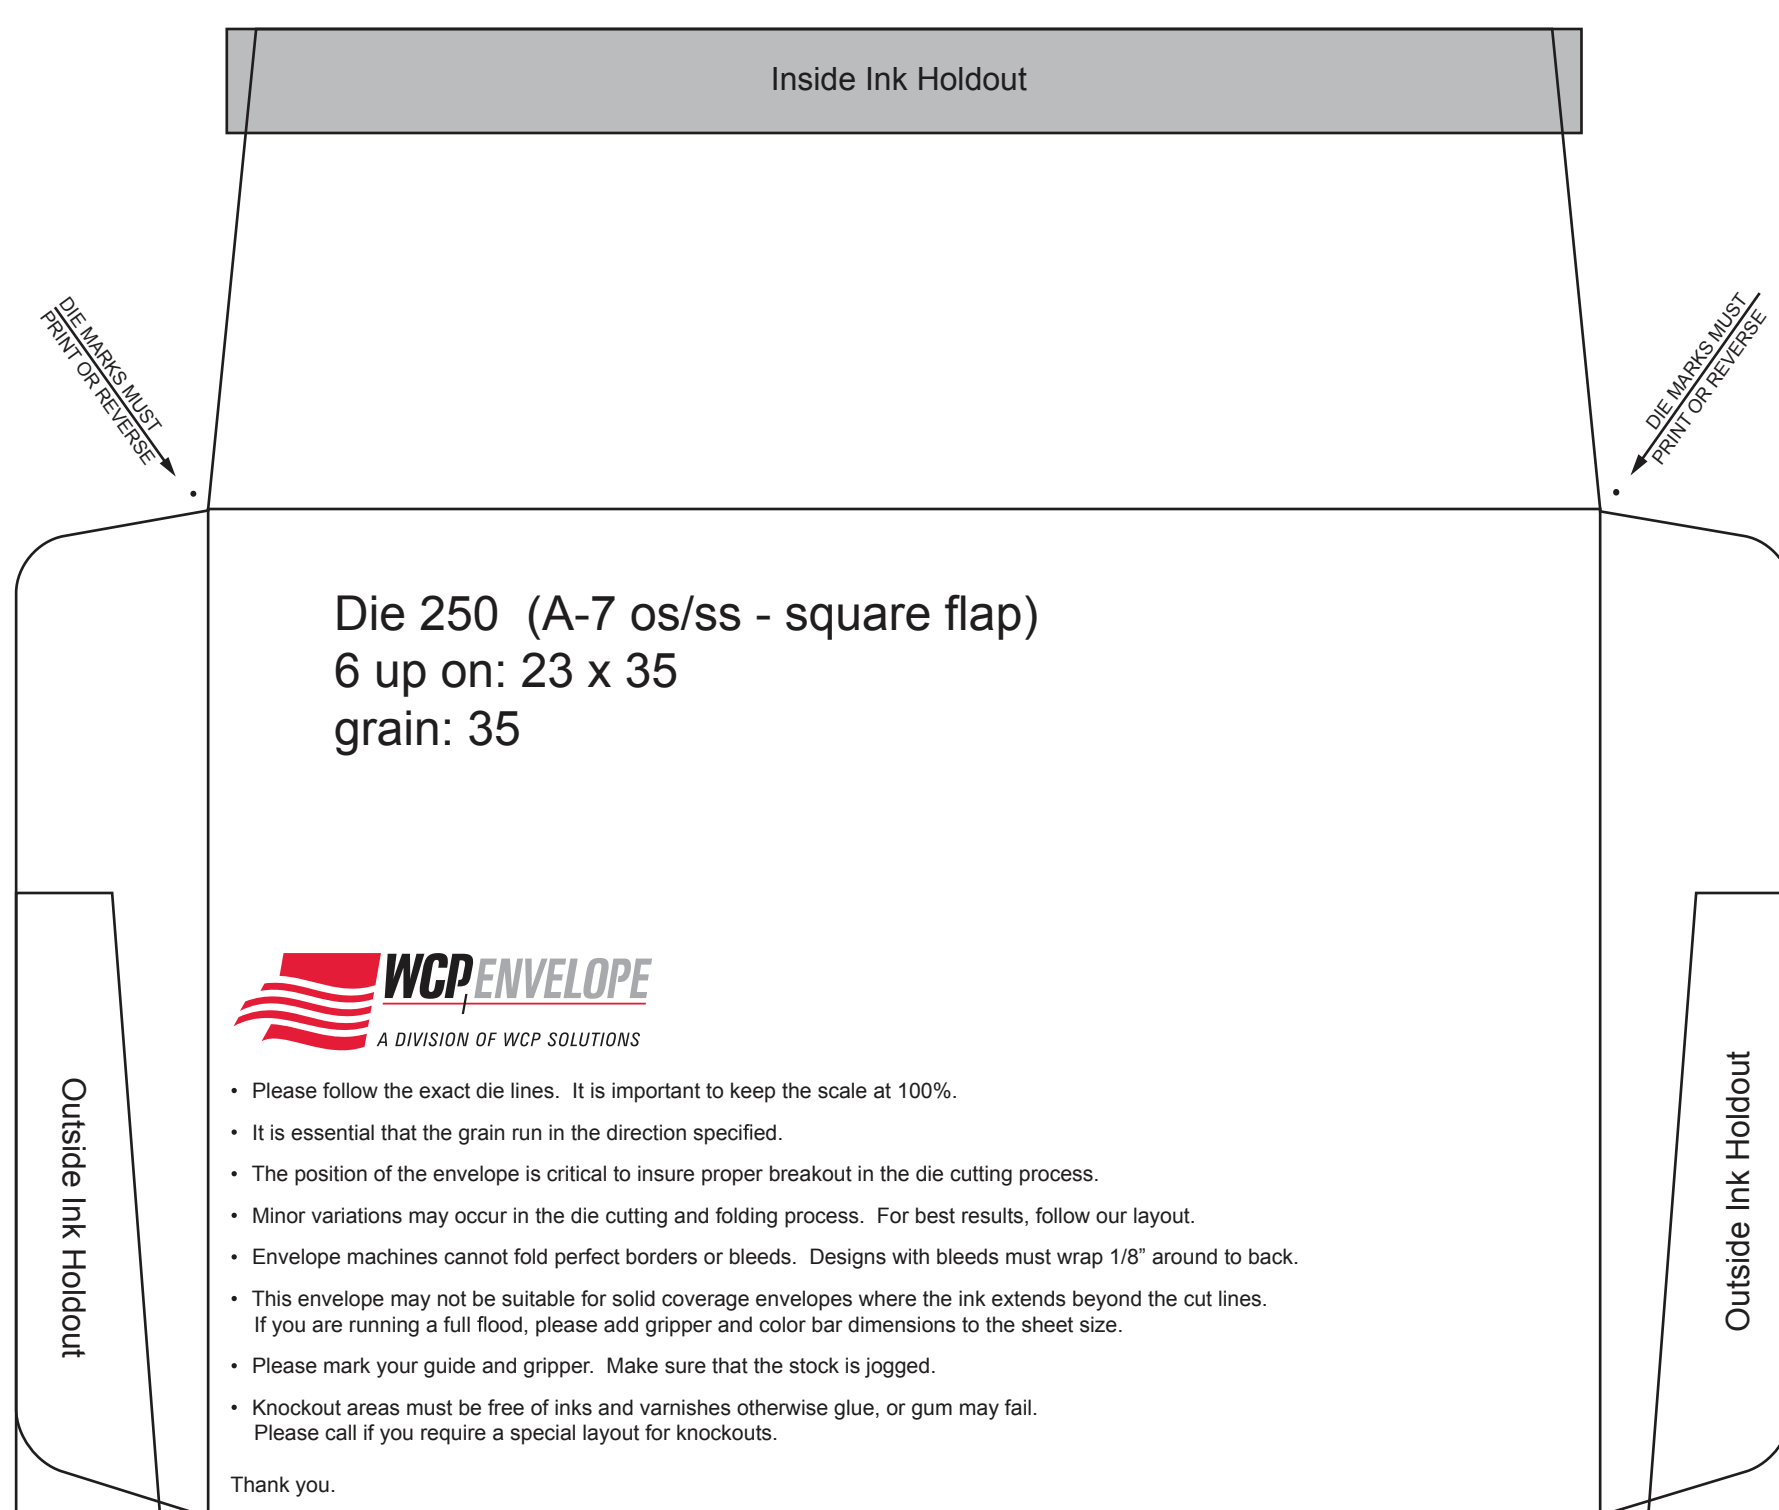 Inside Ink Holdout
DIE MARKS MUST
PRINT OR REVERSE
DIE MARKS MUST
PRINT OR REVERSE
Die 250 (A-7 os/ss - square flap)
6 up on: 23 x 35
grain: 35
WCP ENVELOPE
A DIVISION OF WCP SOLUTIONS
Outside Ink Holdout
Outside Ink Holdout
• Please follow the exact die lines. It is important to keep the scale at 100%.
• It is essential that the grain run in the direction specified.
• The position of the envelope is critical to insure proper breakout in the die cutting process.
• Minor variations may occur in the die cutting and folding process. For best results, follow our layout.
• Envelope machines cannot fold perfect borders or bleeds. Designs with bleeds must wrap 1/8” around to back.
• This envelope may not be suitable for solid coverage envelopes where the ink extends beyond the cut lines.
If you are running a full flood, please add gripper and color bar dimensions to the sheet size.
• Please mark your guide and gripper. Make sure that the stock is jogged.
• Knockout areas must be free of inks and varnishes otherwise glue, or gum may fail.
Please call if you require a special layout for knockouts.
Thank you.